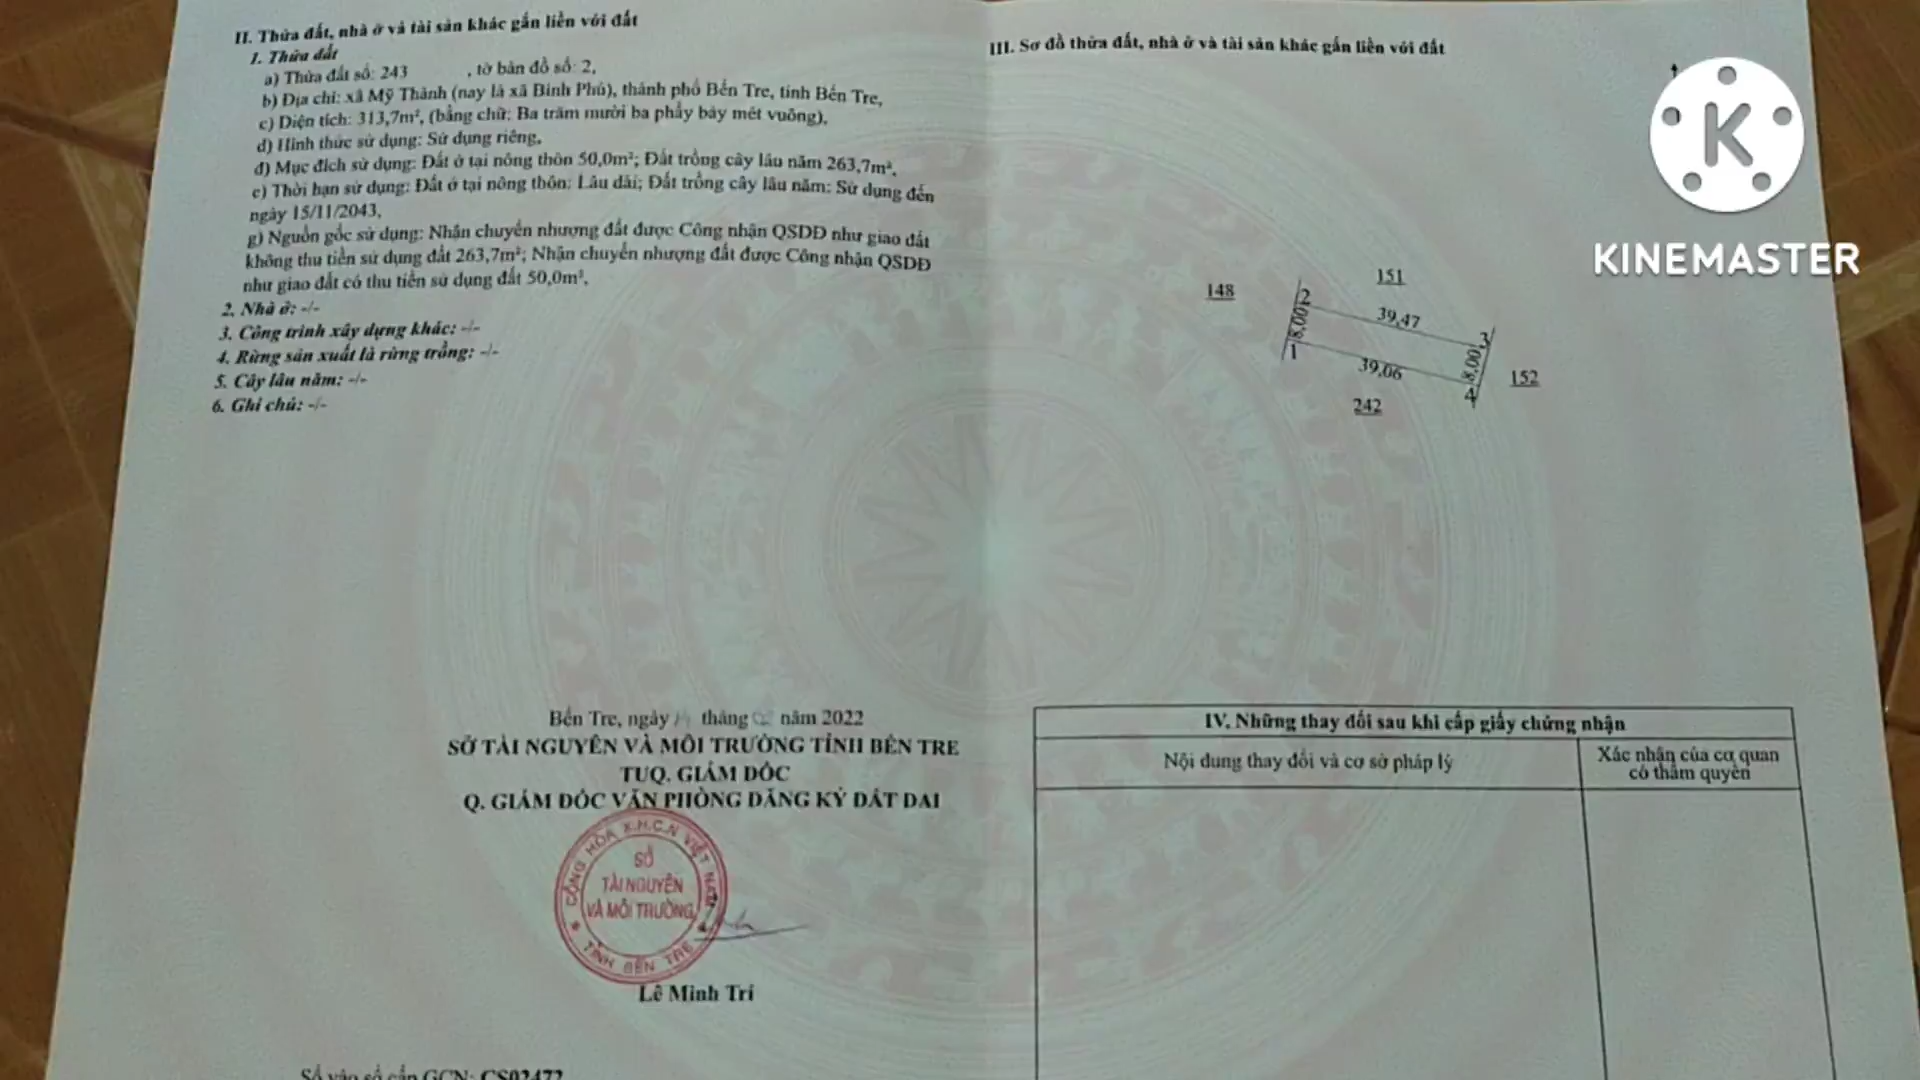 II. Thửa đất, nhà ở và tài sản khác gắn liền với đất
1. Thửa đất
a) Thửa đất số: 243 , tờ bản đồ số: 2,
b) Địa chỉ: xã Mỹ Thành (nay là xã Bình Phú), thành phố Bến Tre, tỉnh Bến Tre,
c) Diện tích: 313,7m², (bằng chữ: Ba trăm mười ba phẩy bảy mét vuông),
d) Hình thức sử dụng: Sử dụng riêng,
đ) Mục đích sử dụng: Đất ở tại nông thôn 50,0m²; Đất trồng cây lâu năm 263,7m²,
e) Thời hạn sử dụng: Đất ở tại nông thôn: Lâu dài; Đất trồng cây lâu năm: Sử dụng đến
ngày 15/11/2043,
g) Nguồn gốc sử dụng: Nhận chuyển nhượng đất được Công nhận QSDĐ như giao đất
không thu tiền sử dụng đất 263,7m²; Nhận chuyển nhượng đất được Công nhận QSDĐ
như giao đất có thu tiền sử dụng đất 50,0m²,
2. Nhà ở: -/-
3. Công trình xây dựng khác: -/-
4. Rừng sản xuất là rừng trồng: -/-
5. Cây lâu năm: -/-
6. Ghi chú: -/-
Bến Tre, ngày tháng năm 2022
SỞ TÀI NGUYÊN VÀ MÔI TRƯỜNG TỈNH BẾN TRE
TUQ. GIÁM ĐỐC
Q. GIÁM ĐỐC VĂN PHÒNG ĐĂNG KÝ ĐẤT ĐAI
CỘNG HÒA X.H.C.N VIỆT NAM
SỞ
TÀI NGUYÊN
VÀ MÔI TRƯỜNG
TỈNH BẾN TRE
Lê Minh Trí
Số vào sổ cấp GCN: CS02472
III. Sơ đồ thửa đất, nhà ở và tài sản khác gắn liền với đất
K
KINEMASTER
151
148
2
39,47
8,00
3
1
39,06
8,00
4
152
242
IV. Những thay đổi sau khi cấp giấy chứng nhận
Nội dung thay đổi và cơ sở pháp lý
Xác nhận của cơ quan
có thẩm quyền